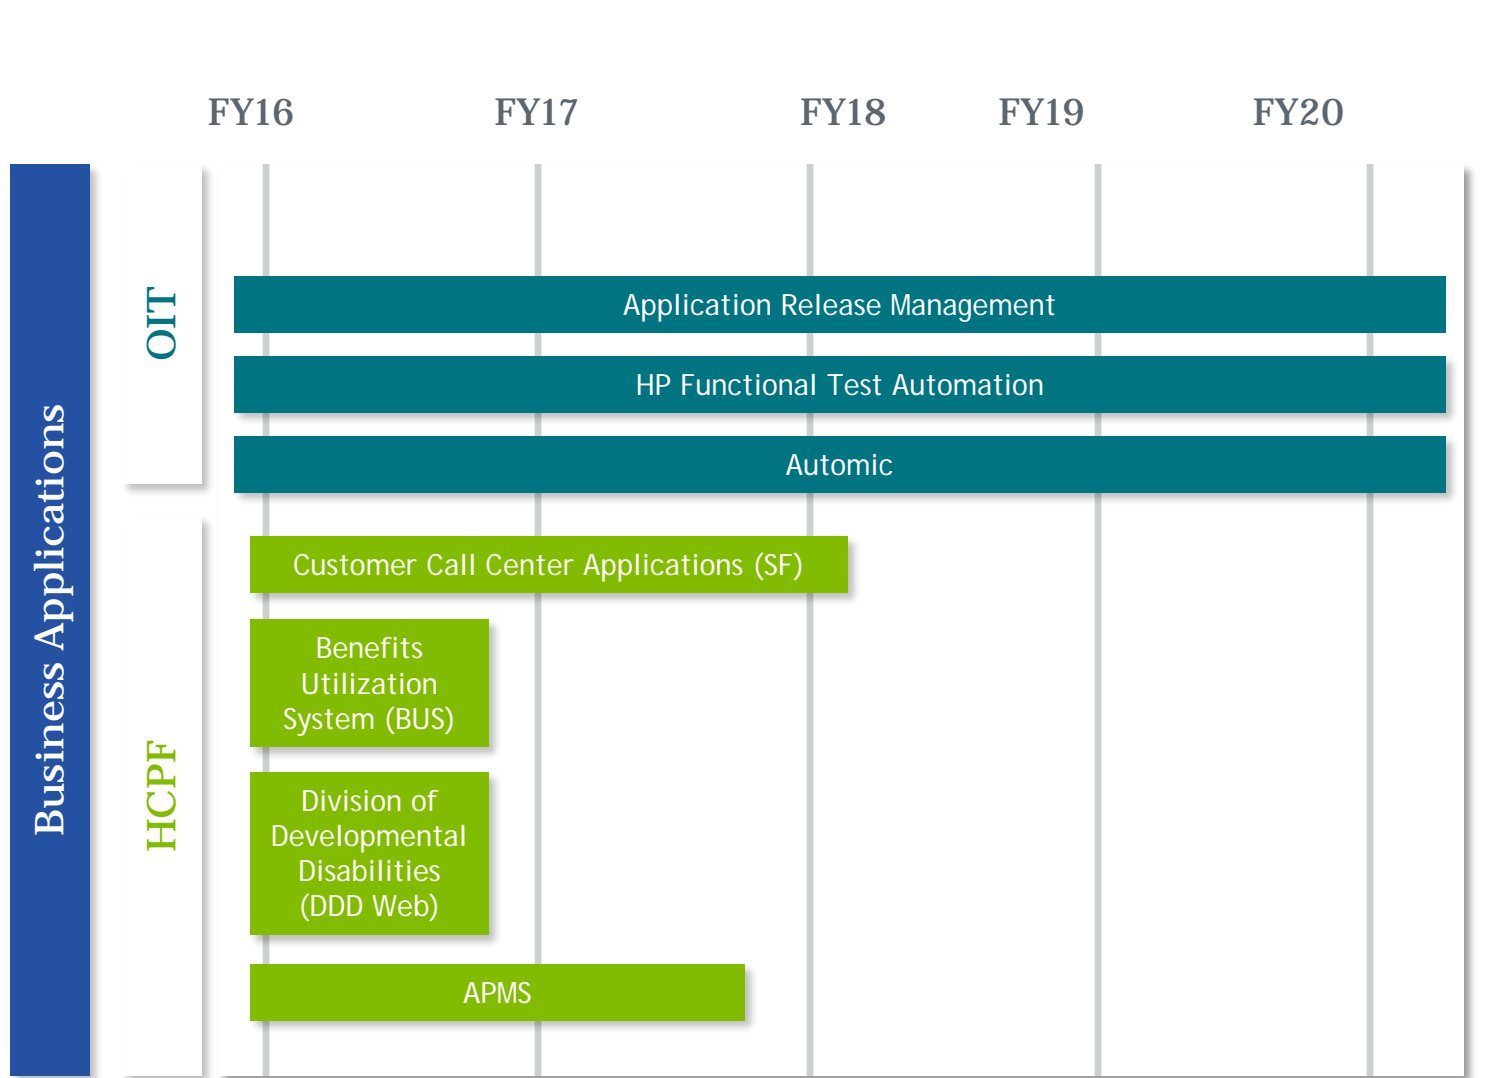 FY16 FY17 FY18 FY19 FY20
Business Applications
OIT
Application Release Management
HP Functional Test Automation
Automic
HCPF
Customer Call Center Applications (SF)
Benefits
Utilization
System (BUS)
Division of
Developmental
Disabilities
(DDD Web)
APMS